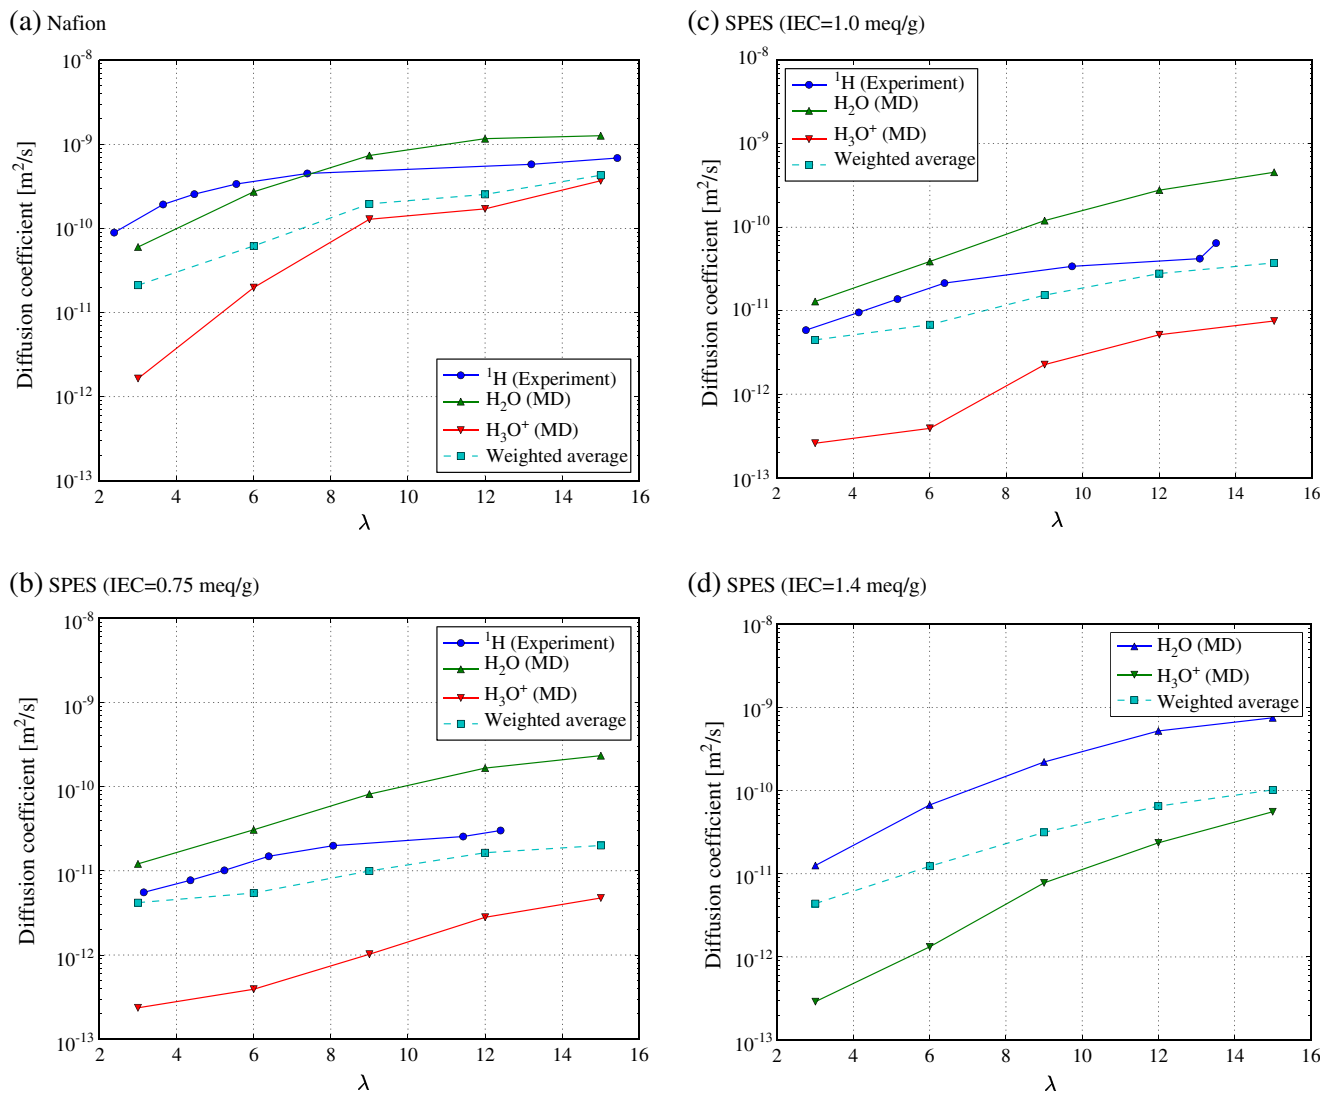 (a) Nafion
Diffusion coefficient [m²/s]
10⁻⁸
10⁻⁹
10⁻¹⁰
10⁻¹¹
10⁻¹²
10⁻¹³
¹H (Experiment)
H₂O (MD)
H₃O⁺ (MD)
Weighted average
2 4 6 8 10 12 14 16
λ
(b) SPES (IEC=0.75 meq/g)
Diffusion coefficient [m²/s]
10⁻⁸
10⁻⁹
10⁻¹⁰
10⁻¹¹
10⁻¹²
10⁻¹³
¹H (Experiment)
H₂O (MD)
H₃O⁺ (MD)
Weighted average
2 4 6 8 10 12 14 16
λ
(c) SPES (IEC=1.0 meq/g)
Diffusion coefficient [m²/s]
10⁻⁸
10⁻⁹
10⁻¹⁰
10⁻¹¹
10⁻¹²
10⁻¹³
¹H (Experiment)
H₂O (MD)
H₃O⁺ (MD)
Weighted average
2 4 6 8 10 12 14 16
λ
(d) SPES (IEC=1.4 meq/g)
Diffusion coefficient [m²/s]
10⁻⁸
10⁻⁹
10⁻¹⁰
10⁻¹¹
10⁻¹²
10⁻¹³
H₂O (MD)
H₃O⁺ (MD)
Weighted average
2 4 6 8 10 12 14 16
λ